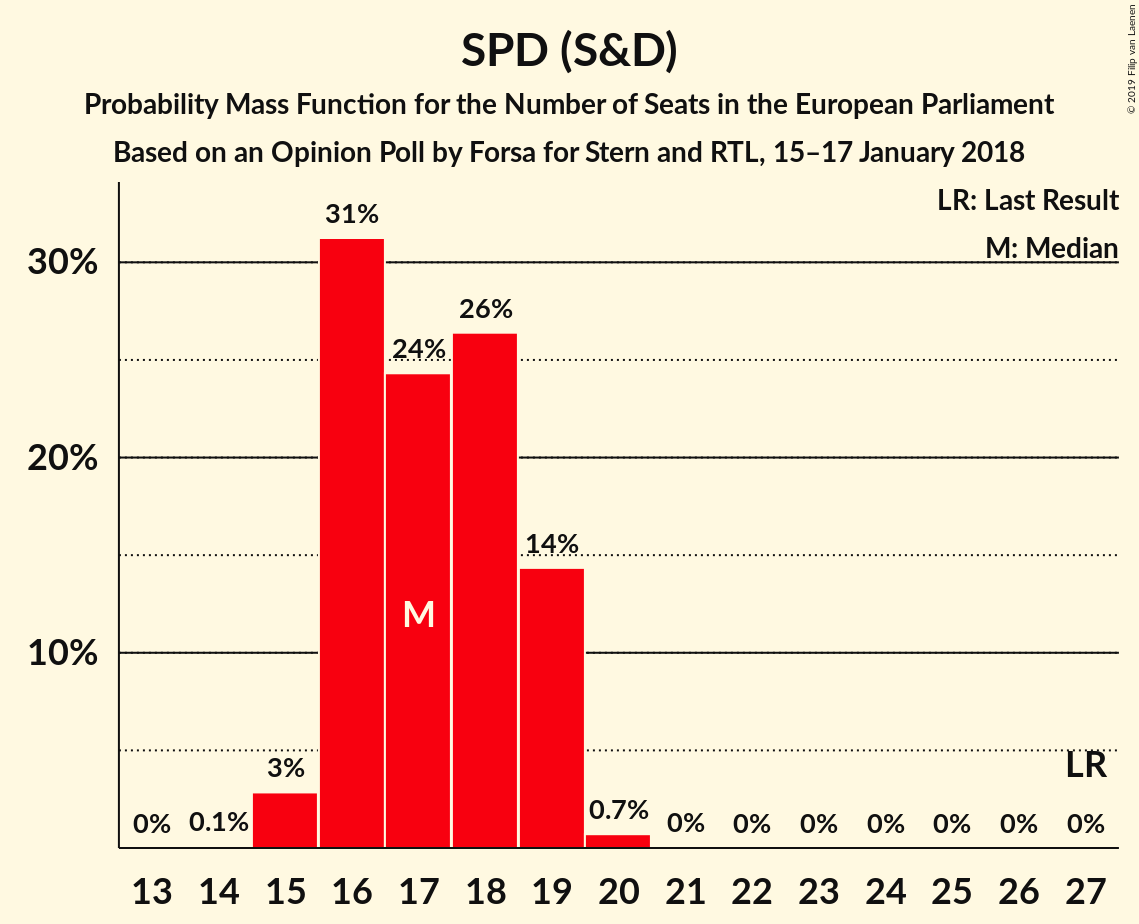 SPD (S&D)
Probability Mass Function for the Number of Seats in the European Parliament
Based on an Opinion Poll by Forsa for Stern and RTL, 15–17 January 2018
© 2019 Filip van Laenen
LR: Last Result
M: Median
30%
20%
10%
0%
0.1%
3%
31%
24%
26%
14%
0.7%
0%
0%
0%
0%
0%
0%
0%
M
LR
13 14 15 16 17 18 19 20 21 22 23 24 25 26 27